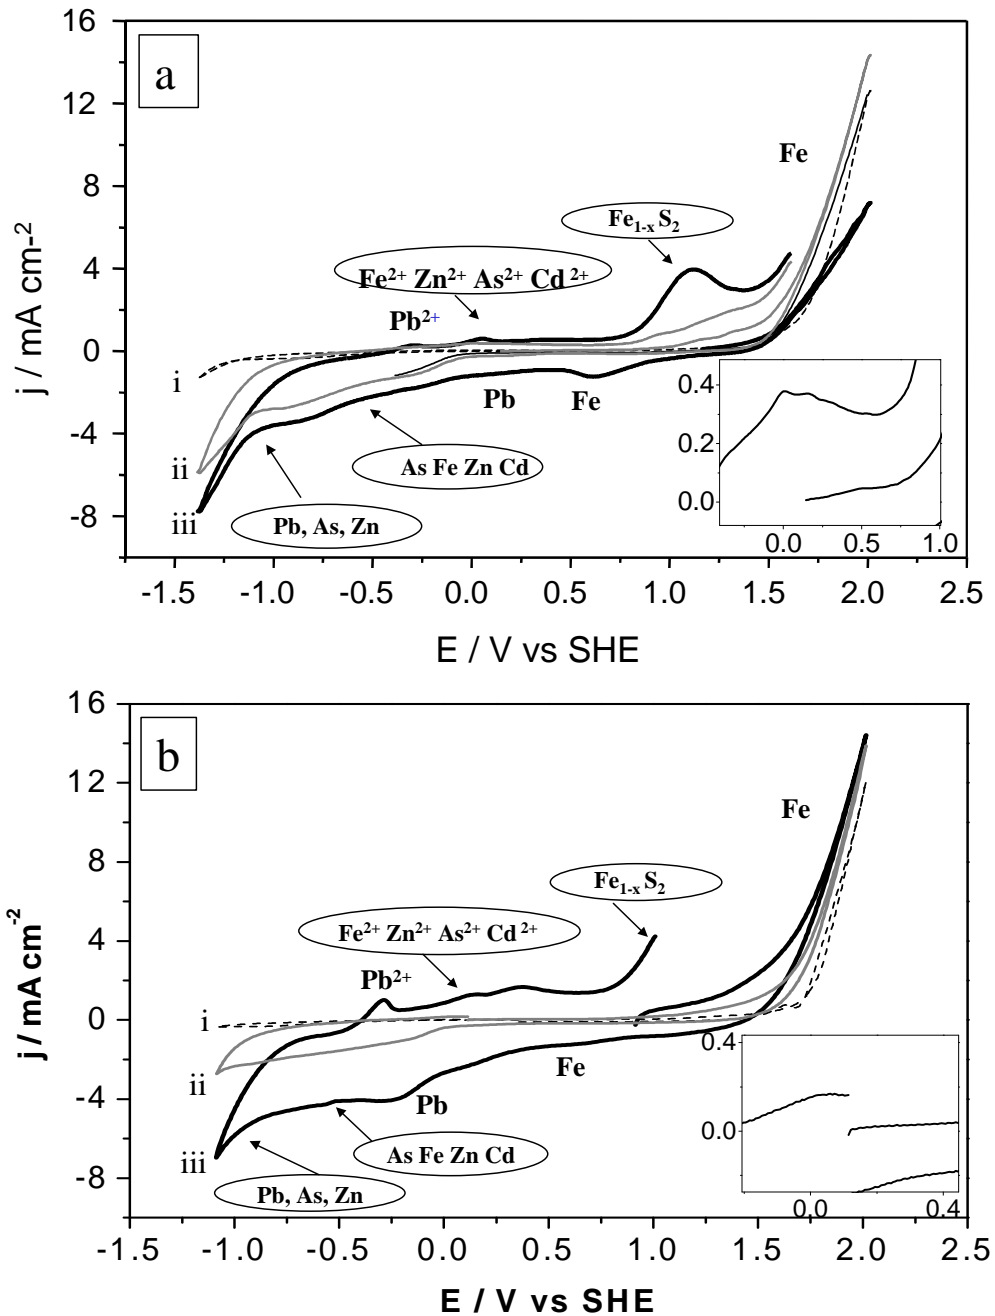 16
a
12
Fe
8
Fe1-x S2
4
Fe2+ Zn2+ As2+ Cd 2+
Pb2+
0
i
Pb
Fe
-4
ii
As Fe Zn Cd
iii
Pb, As, Zn
-8
0.4
0.2
0.0
0.0 0.5 1.0
j / mA cm-2
-1.5 -1.0 -0.5 0.0 0.5 1.0 1.5 2.0 2.5
E / V vs SHE
16
b
12
Fe
8
Fe1-x S2
4
Fe2+ Zn2+ As2+ Cd 2+
Pb2+
0
i
Fe
ii
Pb
-4
As Fe Zn Cd
iii
Pb, As, Zn
-8
0.4
0.0
0.0 0.4
j / mA cm-2
-1.5 -1.0 -0.5 0.0 0.5 1.0 1.5 2.0 2.5
E / V vs SHE